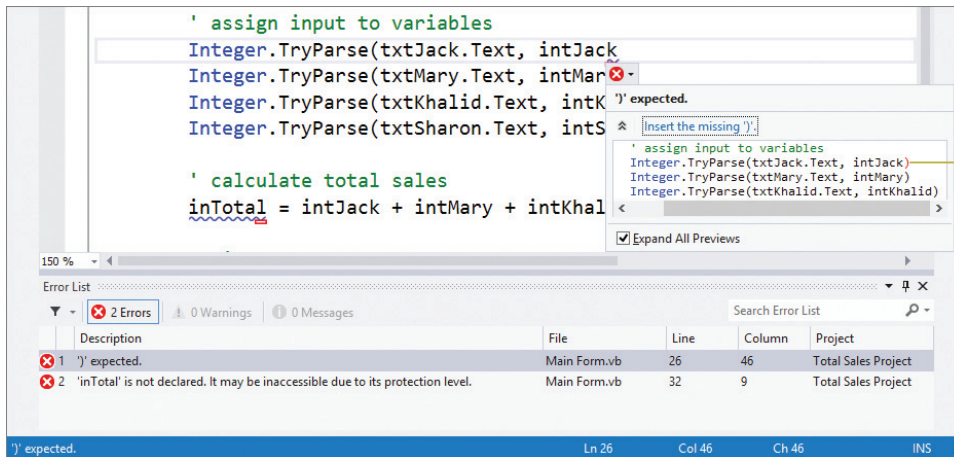 ' assign input to variables
Integer.TryParse(txtJack.Text, intJack
Integer.TryParse(txtMary.Text, intMar
Integer.TryParse(txtKhalid.Text, intK
Integer.TryParse(txtSharon.Text, intS
')' expected.
Insert the missing ')'.
' assign input to variables
Integer.TryParse(txtJack.Text, intJack)
Integer.TryParse(txtMary.Text, intMary)
Integer.TryParse(txtKhalid.Text, intKhalid)
Expand All Previews
' calculate total sales
inTotal = intJack + intMary + intKhal
150 %
Error List
2 Errors 0 Warnings 0 Messages Search Error List
Description File Line Column Project
1 ')' expected. Main Form.vb 26 46 Total Sales Project
2 'inTotal' is not declared. It may be inaccessible due to its protection level. Main Form.vb 32 9 Total Sales Project
')' expected. Ln 26 Col 46 Ch 46 INS